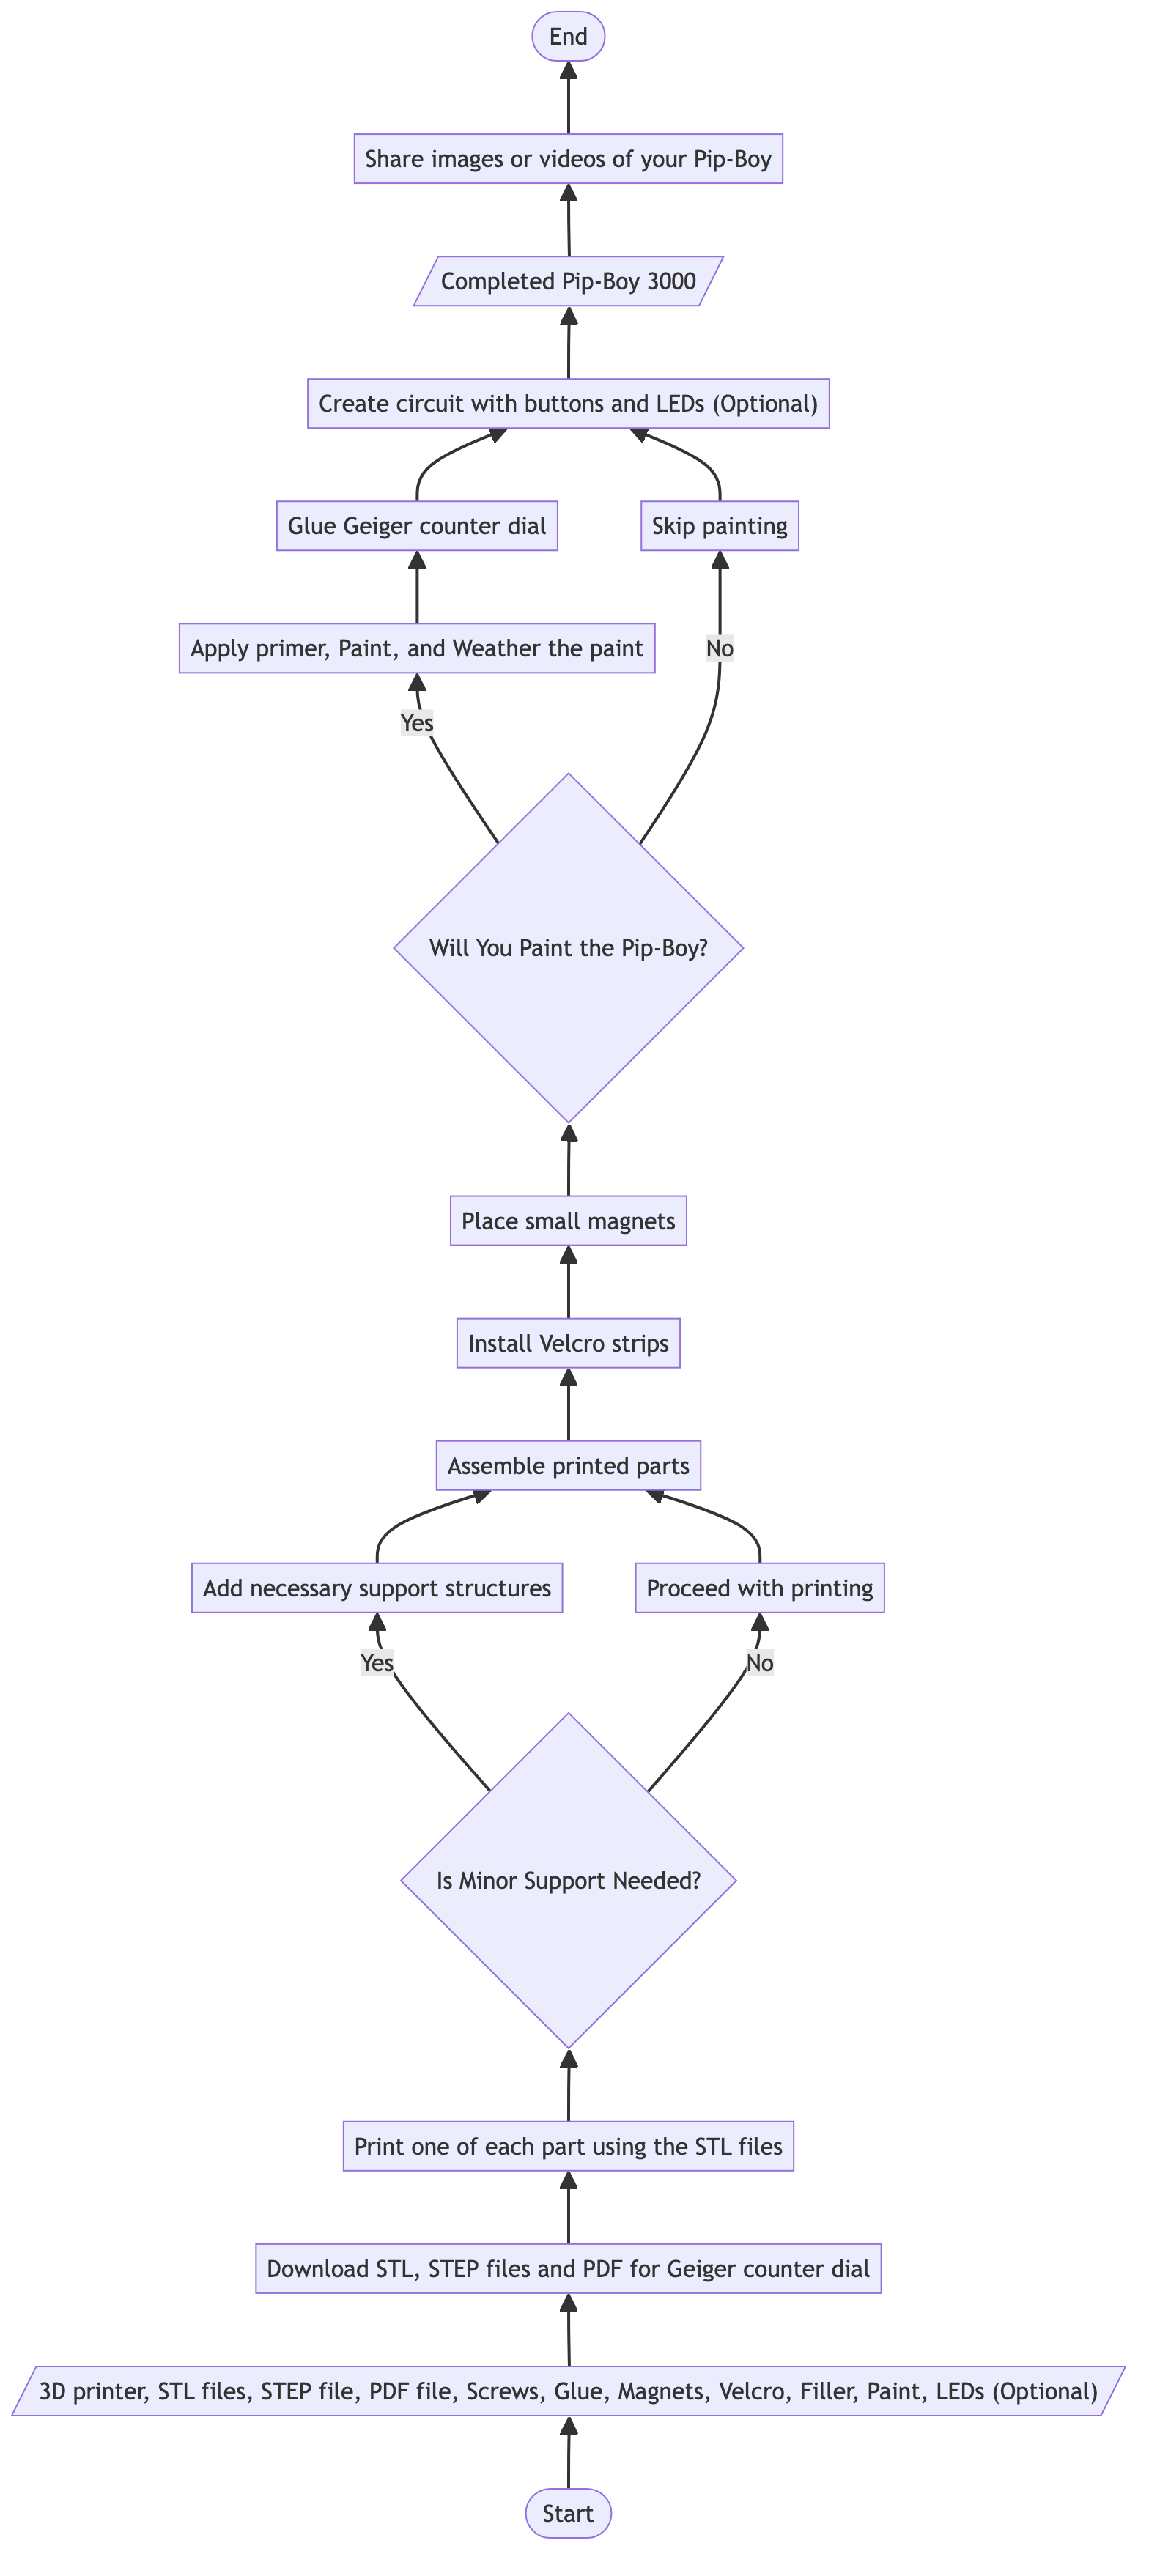 End
Share images or videos of your Pip-Boy
Completed Pip-Boy 3000
Create circuit with buttons and LEDs (Optional)
Glue Geiger counter dial
Skip painting
Apply primer, Paint, and Weather the paint
No
Yes
Will You Paint the Pip-Boy?
Place small magnets
Install Velcro strips
Assemble printed parts
Add necessary support structures
Proceed with printing
Yes
No
Is Minor Support Needed?
Print one of each part using the STL files
Download STL, STEP files and PDF for Geiger counter dial
3D printer, STL files, STEP file, PDF file, Screws, Glue, Magnets, Velcro, Filler, Paint, LEDs (Optional)
Start